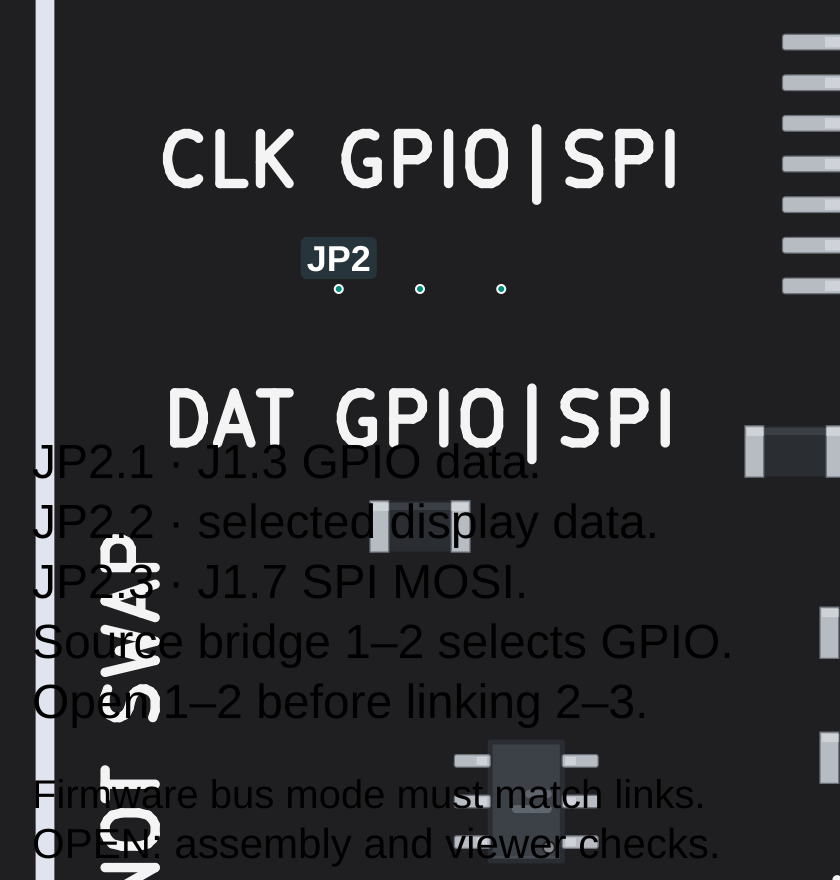 CLK GPIO|SPI
JP2
DAT GPIO|SPI
JP2.1 · J1.3 GPIO data.
JP2.2 · selected display data.
JP2.3 · J1.7 SPI MOSI.
Source bridge 1–2 selects GPIO.
Open 1–2 before linking 2–3.
Firmware bus mode must match links.
OPEN: assembly and viewer checks.
NOT SWAP